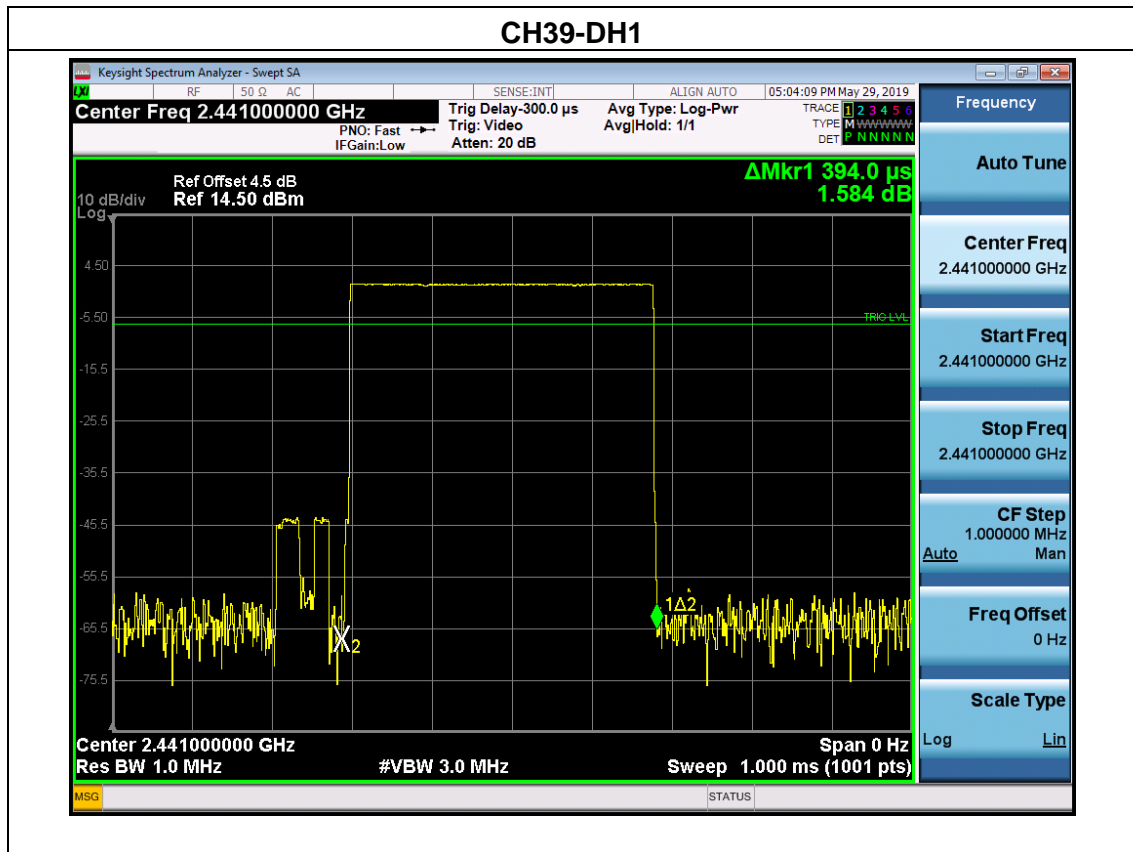 CH39-DH1
Keysight Spectrum Analyzer - Swept SA
LXI RF 50 Ω AC SENSE:INT ALIGN AUTO 05:04:09 PM May 29, 2019
Center Freq 2.441000000 GHz
PNO: Fast
IFGain:Low
Trig Delay-300.0 µs
Trig: Video
Atten: 20 dB
Avg Type: Log-Pwr
Avg|Hold: 1/1
TRACE 1 2 3 4 5 6
TYPE M WWWWW
DET P N N N N N
ΔMkr1 394.0 µs
1.584 dB
Ref Offset 4.5 dB
10 dB/div Ref 14.50 dBm
Log
4.50
-5.50
TRIG LVL
-15.5
-25.5
-35.5
-45.5
-55.5
-65.5
-75.5
1Δ2
X2
Center 2.441000000 GHz Span 0 Hz
Res BW 1.0 MHz #VBW 3.0 MHz Sweep 1.000 ms (1001 pts)
MSG STATUS
Frequency
Auto Tune
Center Freq
2.441000000 GHz
Start Freq
2.441000000 GHz
Stop Freq
2.441000000 GHz
CF Step
1.000000 MHz
Auto Man
Freq Offset
0 Hz
Scale Type
Log Lin